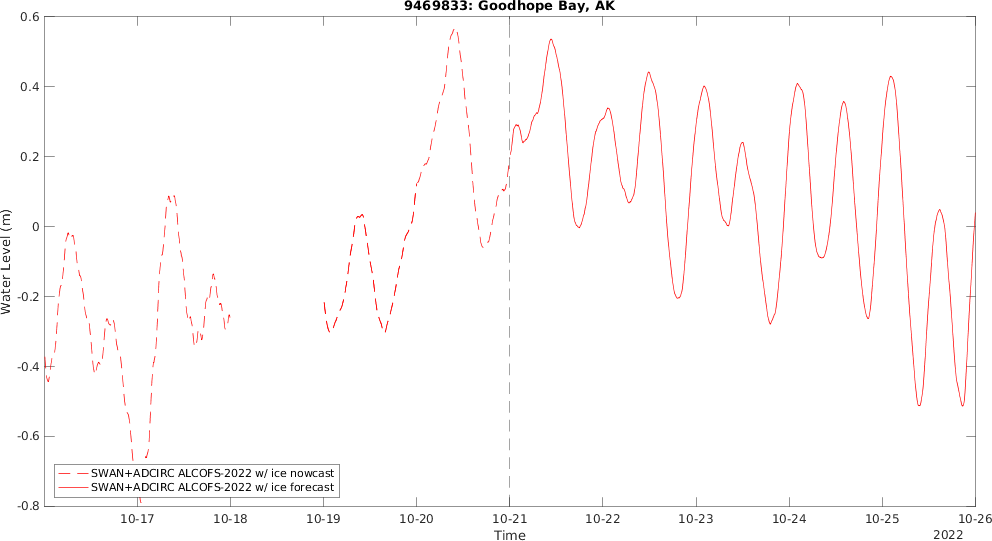 9469833: Goodhope Bay, AK
0.6
0.4
0.2
0
-0.2
-0.4
-0.6
-0.8
Water Level (m)
SWAN+ADCIRC ALCOFS-2022 w/ ice nowcast
SWAN+ADCIRC ALCOFS-2022 w/ ice forecast
10-17 10-18 10-19 10-20 10-21 10-22 10-23 10-24 10-25 10-26
Time
2022